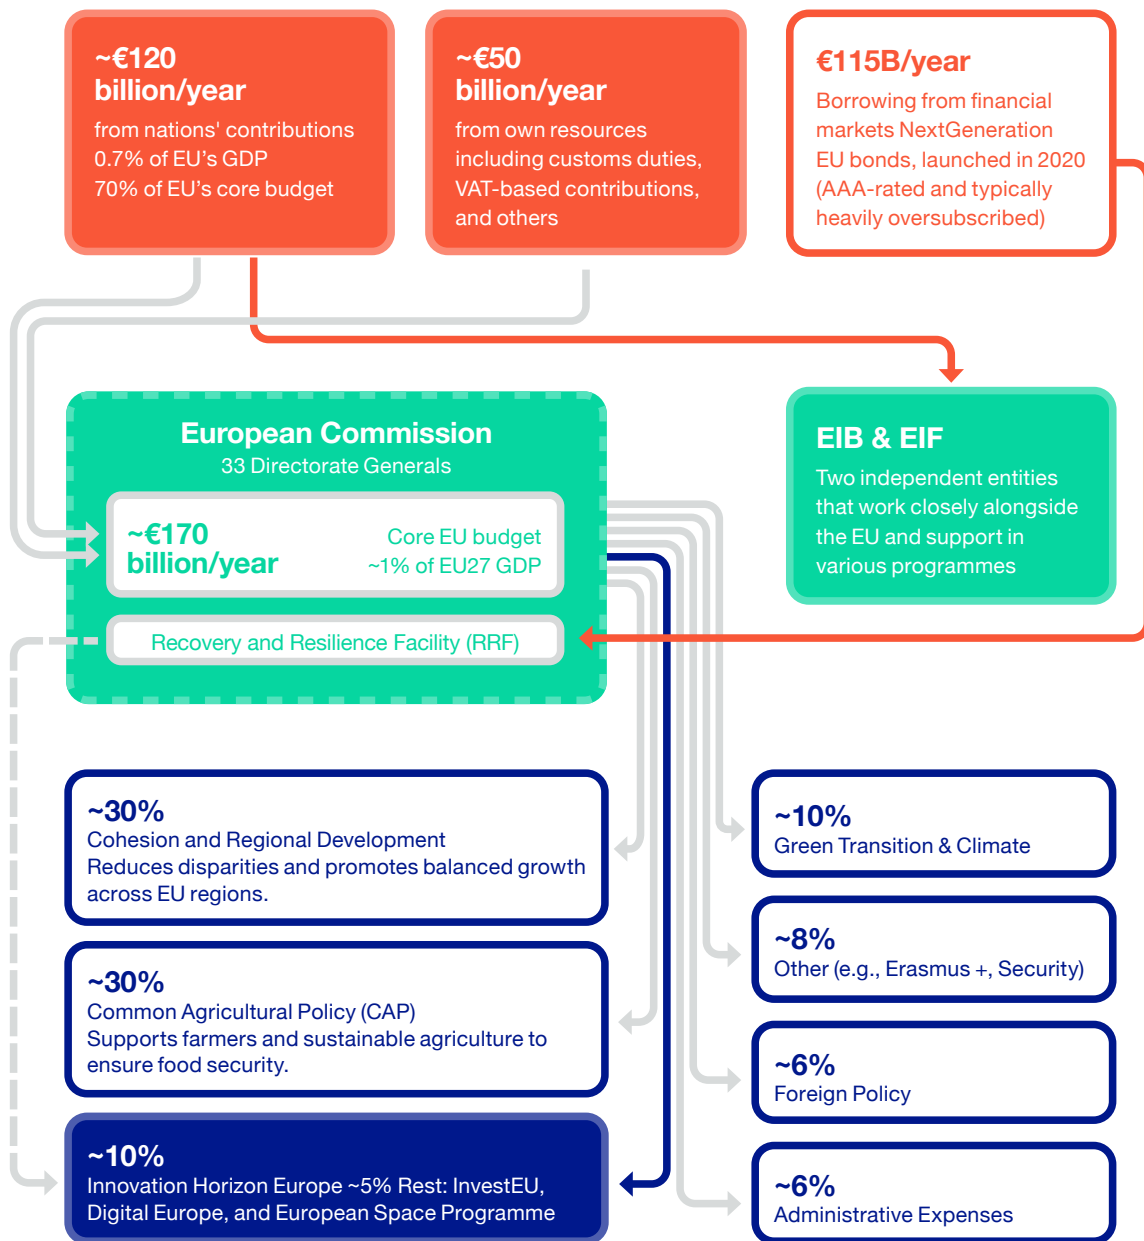 ~€120
billion/year
from nations' contributions
0.7% of EU's GDP
70% of EU's core budget
~€50
billion/year
from own resources
including customs duties,
VAT-based contributions,
and others
€115B/year
Borrowing from financial
markets NextGeneration
EU bonds, launched in 2020
(AAA-rated and typically
heavily oversubscribed)
European Commission
33 Directorate Generals
~€170
billion/year
Core EU budget
~1% of EU27 GDP
Recovery and Resilience Facility (RRF)
EIB & EIF
Two independent entities
that work closely alongside
the EU and support in
various programmes
~30%
Cohesion and Regional Development
Reduces disparities and promotes balanced growth
across EU regions.
~30%
Common Agricultural Policy (CAP)
Supports farmers and sustainable agriculture to
ensure food security.
~10%
Innovation Horizon Europe ~5% Rest: InvestEU,
Digital Europe, and European Space Programme
~10%
Green Transition & Climate
~8%
Other (e.g., Erasmus +, Security)
~6%
Foreign Policy
~6%
Administrative Expenses